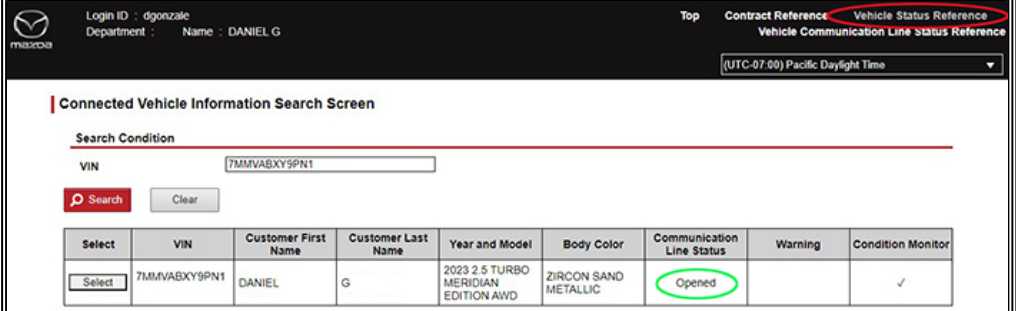 Login ID : dgonzale
Top Contract Reference Vehicle Status Reference
Department : Name : DANIEL G
Vehicle Communication Line Status Reference
mazda
(UTC-07:00) Pacific Daylight Time
Connected Vehicle Information Search Screen
Search Condition
VIN 7MMVABXY9PN1
Search Clear
Select VIN Customer First Name Customer Last Name Year and Model Body Color Communication Line Status Warning Condition Monitor
Select 7MMVABXY9PN1 DANIEL G 2023 2.5 TURBO MERIDIAN EDITION AWD ZIRCON SAND METALLIC Opened ✓